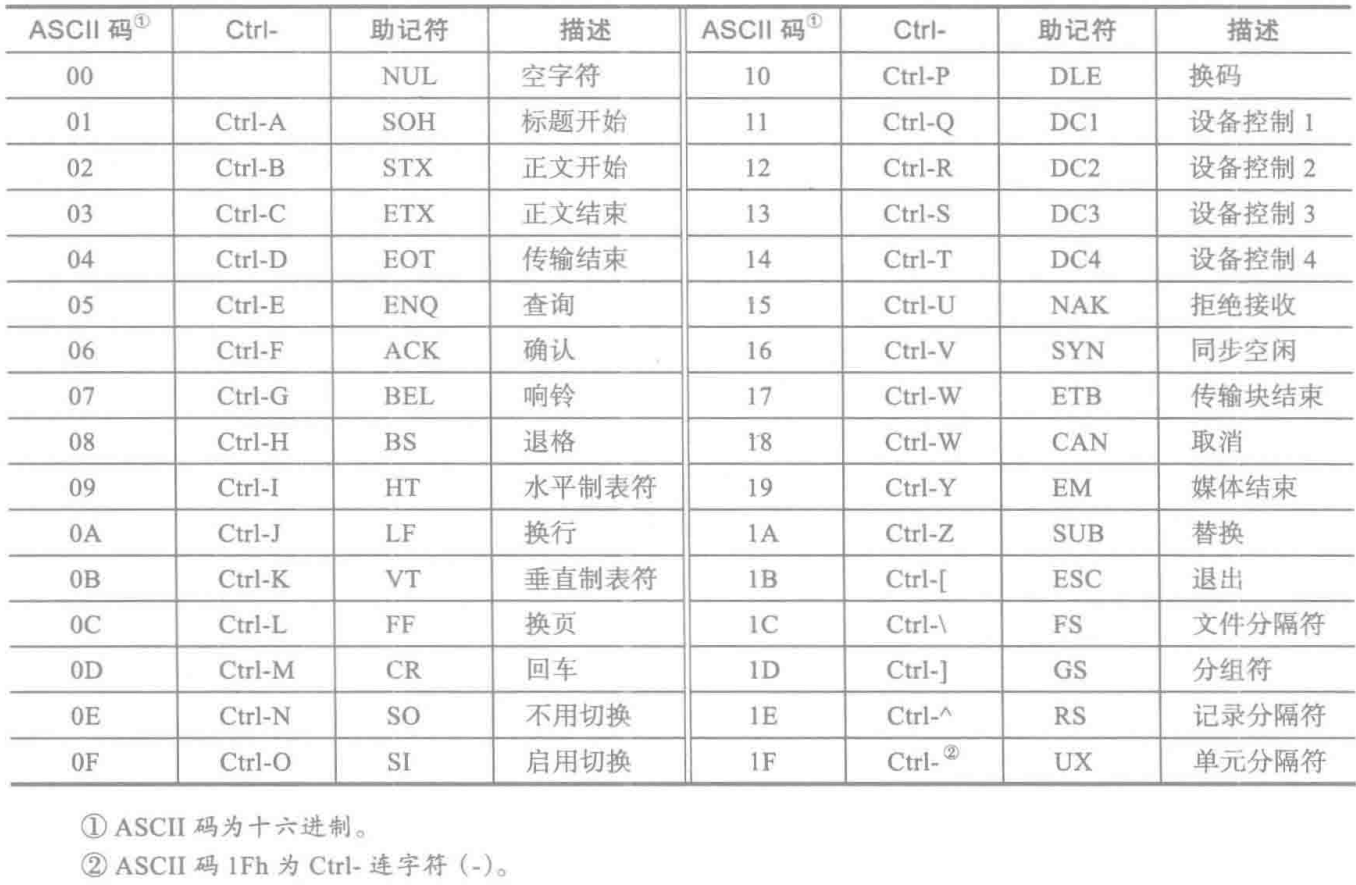 ASCII 码① Ctrl- 助记符 描述 ASCII 码① Ctrl- 助记符 描述
00 NUL 空字符 10 Ctrl-P DLE 换码
01 Ctrl-A SOH 标题开始 11 Ctrl-Q DC1 设备控制 1
02 Ctrl-B STX 正文开始 12 Ctrl-R DC2 设备控制 2
03 Ctrl-C ETX 正文结束 13 Ctrl-S DC3 设备控制 3
04 Ctrl-D EOT 传输结束 14 Ctrl-T DC4 设备控制 4
05 Ctrl-E ENQ 查询 15 Ctrl-U NAK 拒绝接收
06 Ctrl-F ACK 确认 16 Ctrl-V SYN 同步空闲
07 Ctrl-G BEL 响铃 17 Ctrl-W ETB 传输块结束
08 Ctrl-H BS 退格 18 Ctrl-W CAN 取消
09 Ctrl-I HT 水平制表符 19 Ctrl-Y EM 媒体结束
0A Ctrl-J LF 换行 1A Ctrl-Z SUB 替换
0B Ctrl-K VT 垂直制表符 1B Ctrl-[ ESC 退出
0C Ctrl-L FF 换页 1C Ctrl-\ FS 文件分隔符
0D Ctrl-M CR 回车 1D Ctrl-] GS 分组符
0E Ctrl-N SO 不用切换 1E Ctrl-^ RS 记录分隔符
0F Ctrl-O SI 启用切换 1F Ctrl-② UX 单元分隔符
① ASCII 码为十六进制。
② ASCII 码 1Fh 为 Ctrl- 连字符 (-)。